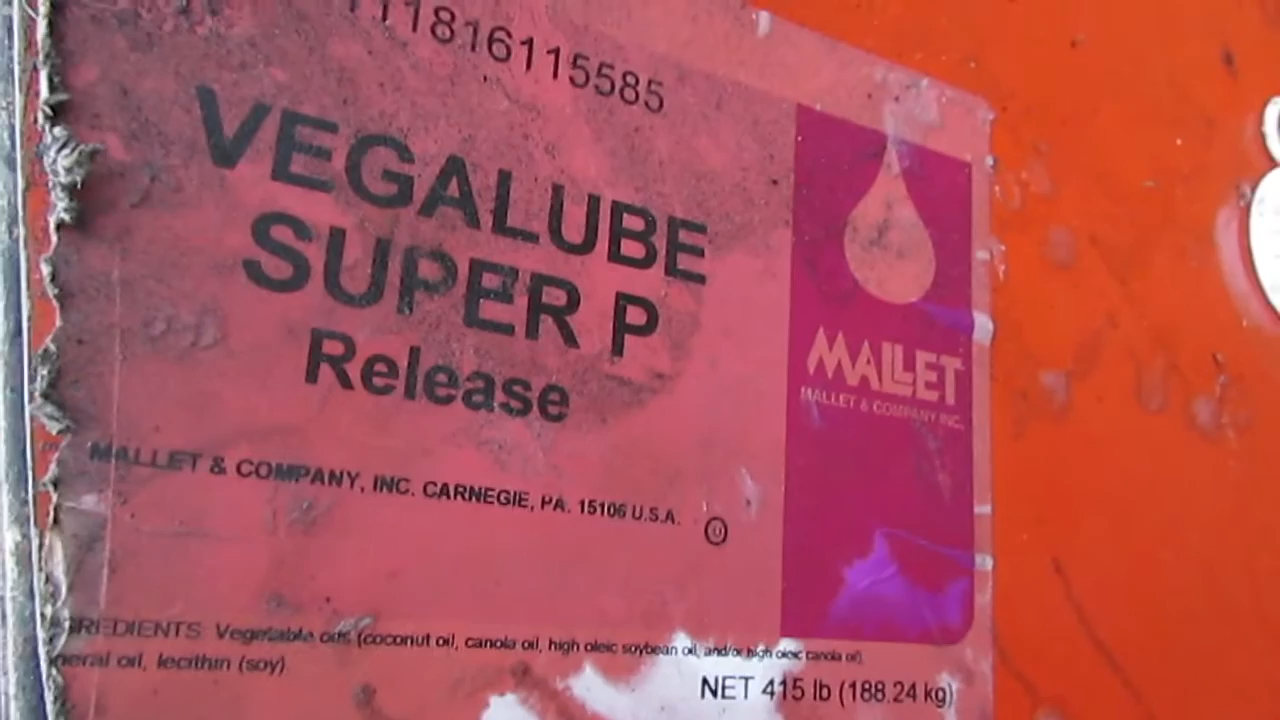 11816115585
VEGALUBE
SUPER P
Release
MALLET
MALLET & COMPANY INC.
MALLET & COMPANY, INC. CARNEGIE, PA. 15106 U.S.A.
U
GREDIENTS: Vegetable oils (coconut oil, canola oil, high oleic soybean oil, and/or high oleic canola oil),
neral oil, lecithin (soy)
NET 415 lb (188.24 kg)